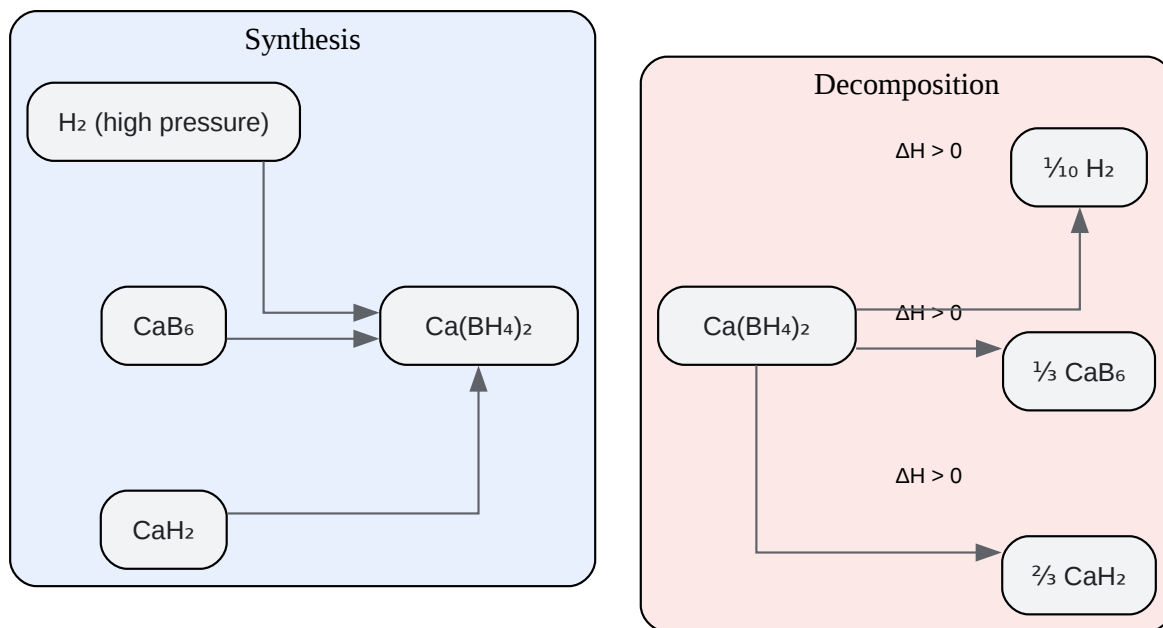 Synthesis
H₂ (high pressure)
CaB₆
Ca(BH₄)₂
CaH₂
Decomposition
ΔH > 0
⅒ H₂
Ca(BH₄)₂
ΔH > 0
⅓ CaB₆
ΔH > 0
⅔ CaH₂